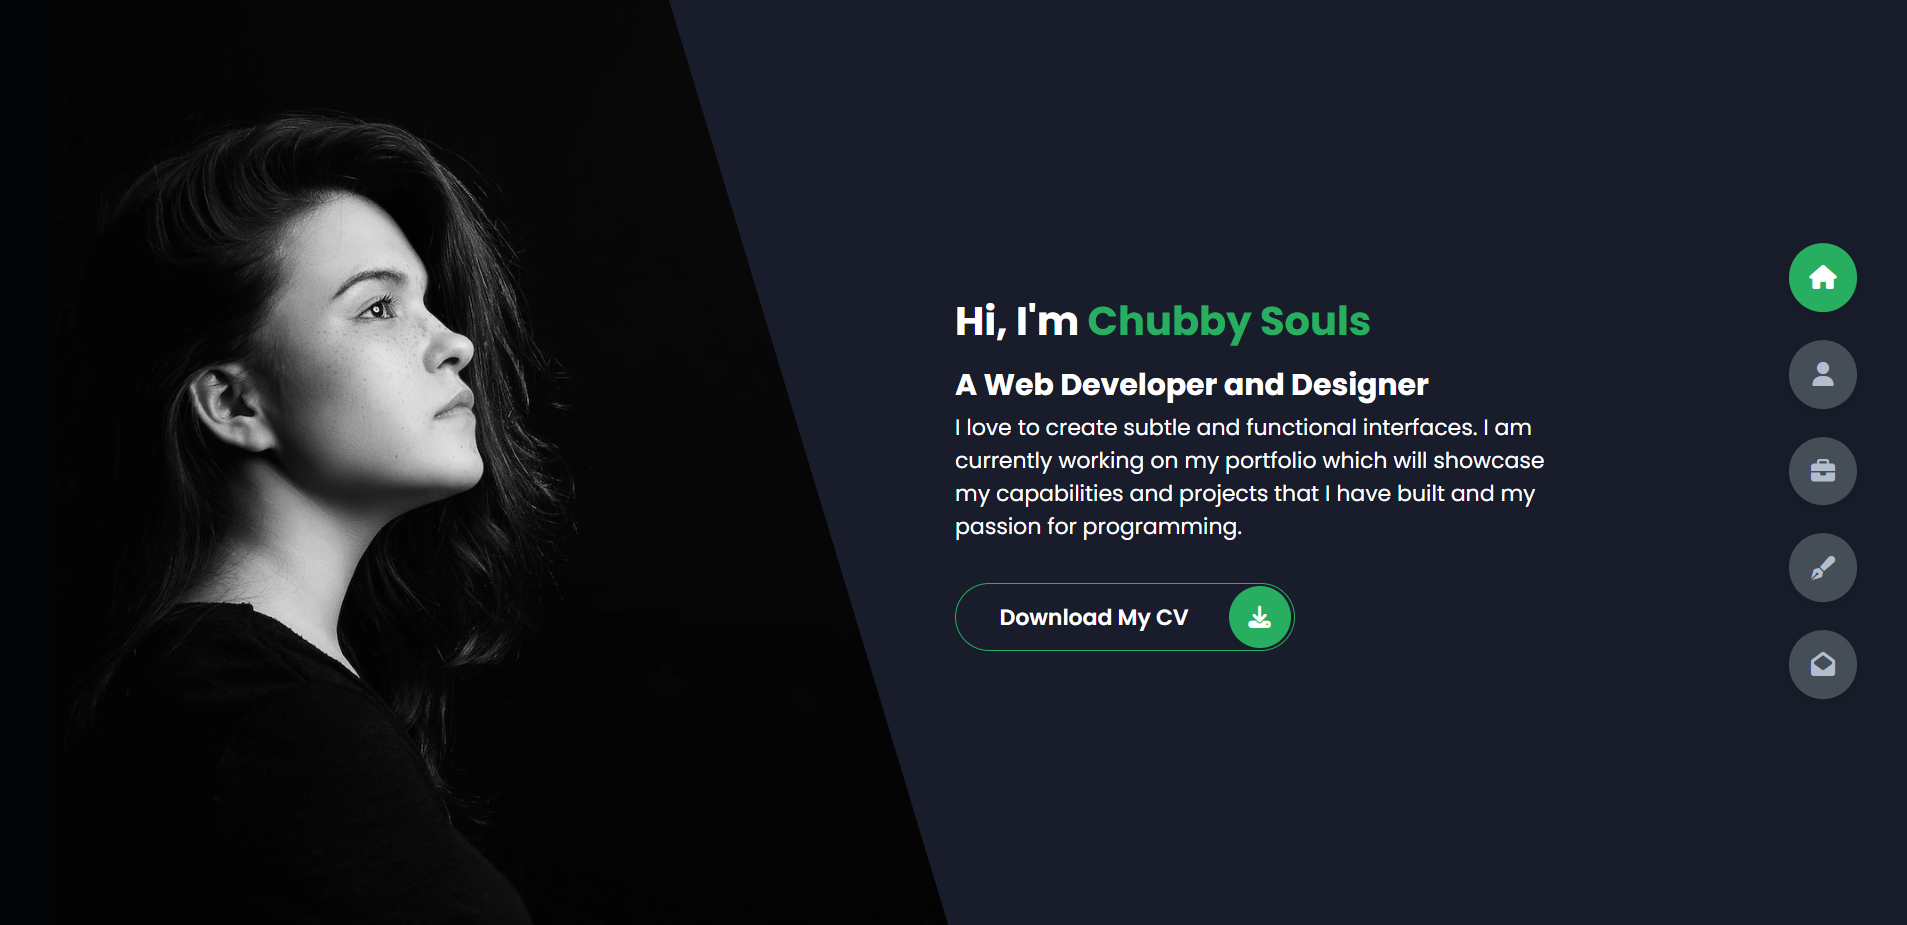 Hi, I'm Chubby Souls
A Web Developer and Designer
I love to create subtle and functional interfaces. I am
currently working on my portfolio which will showcase
my capabilities and projects that I have built and my
passion for programming.
Download My CV